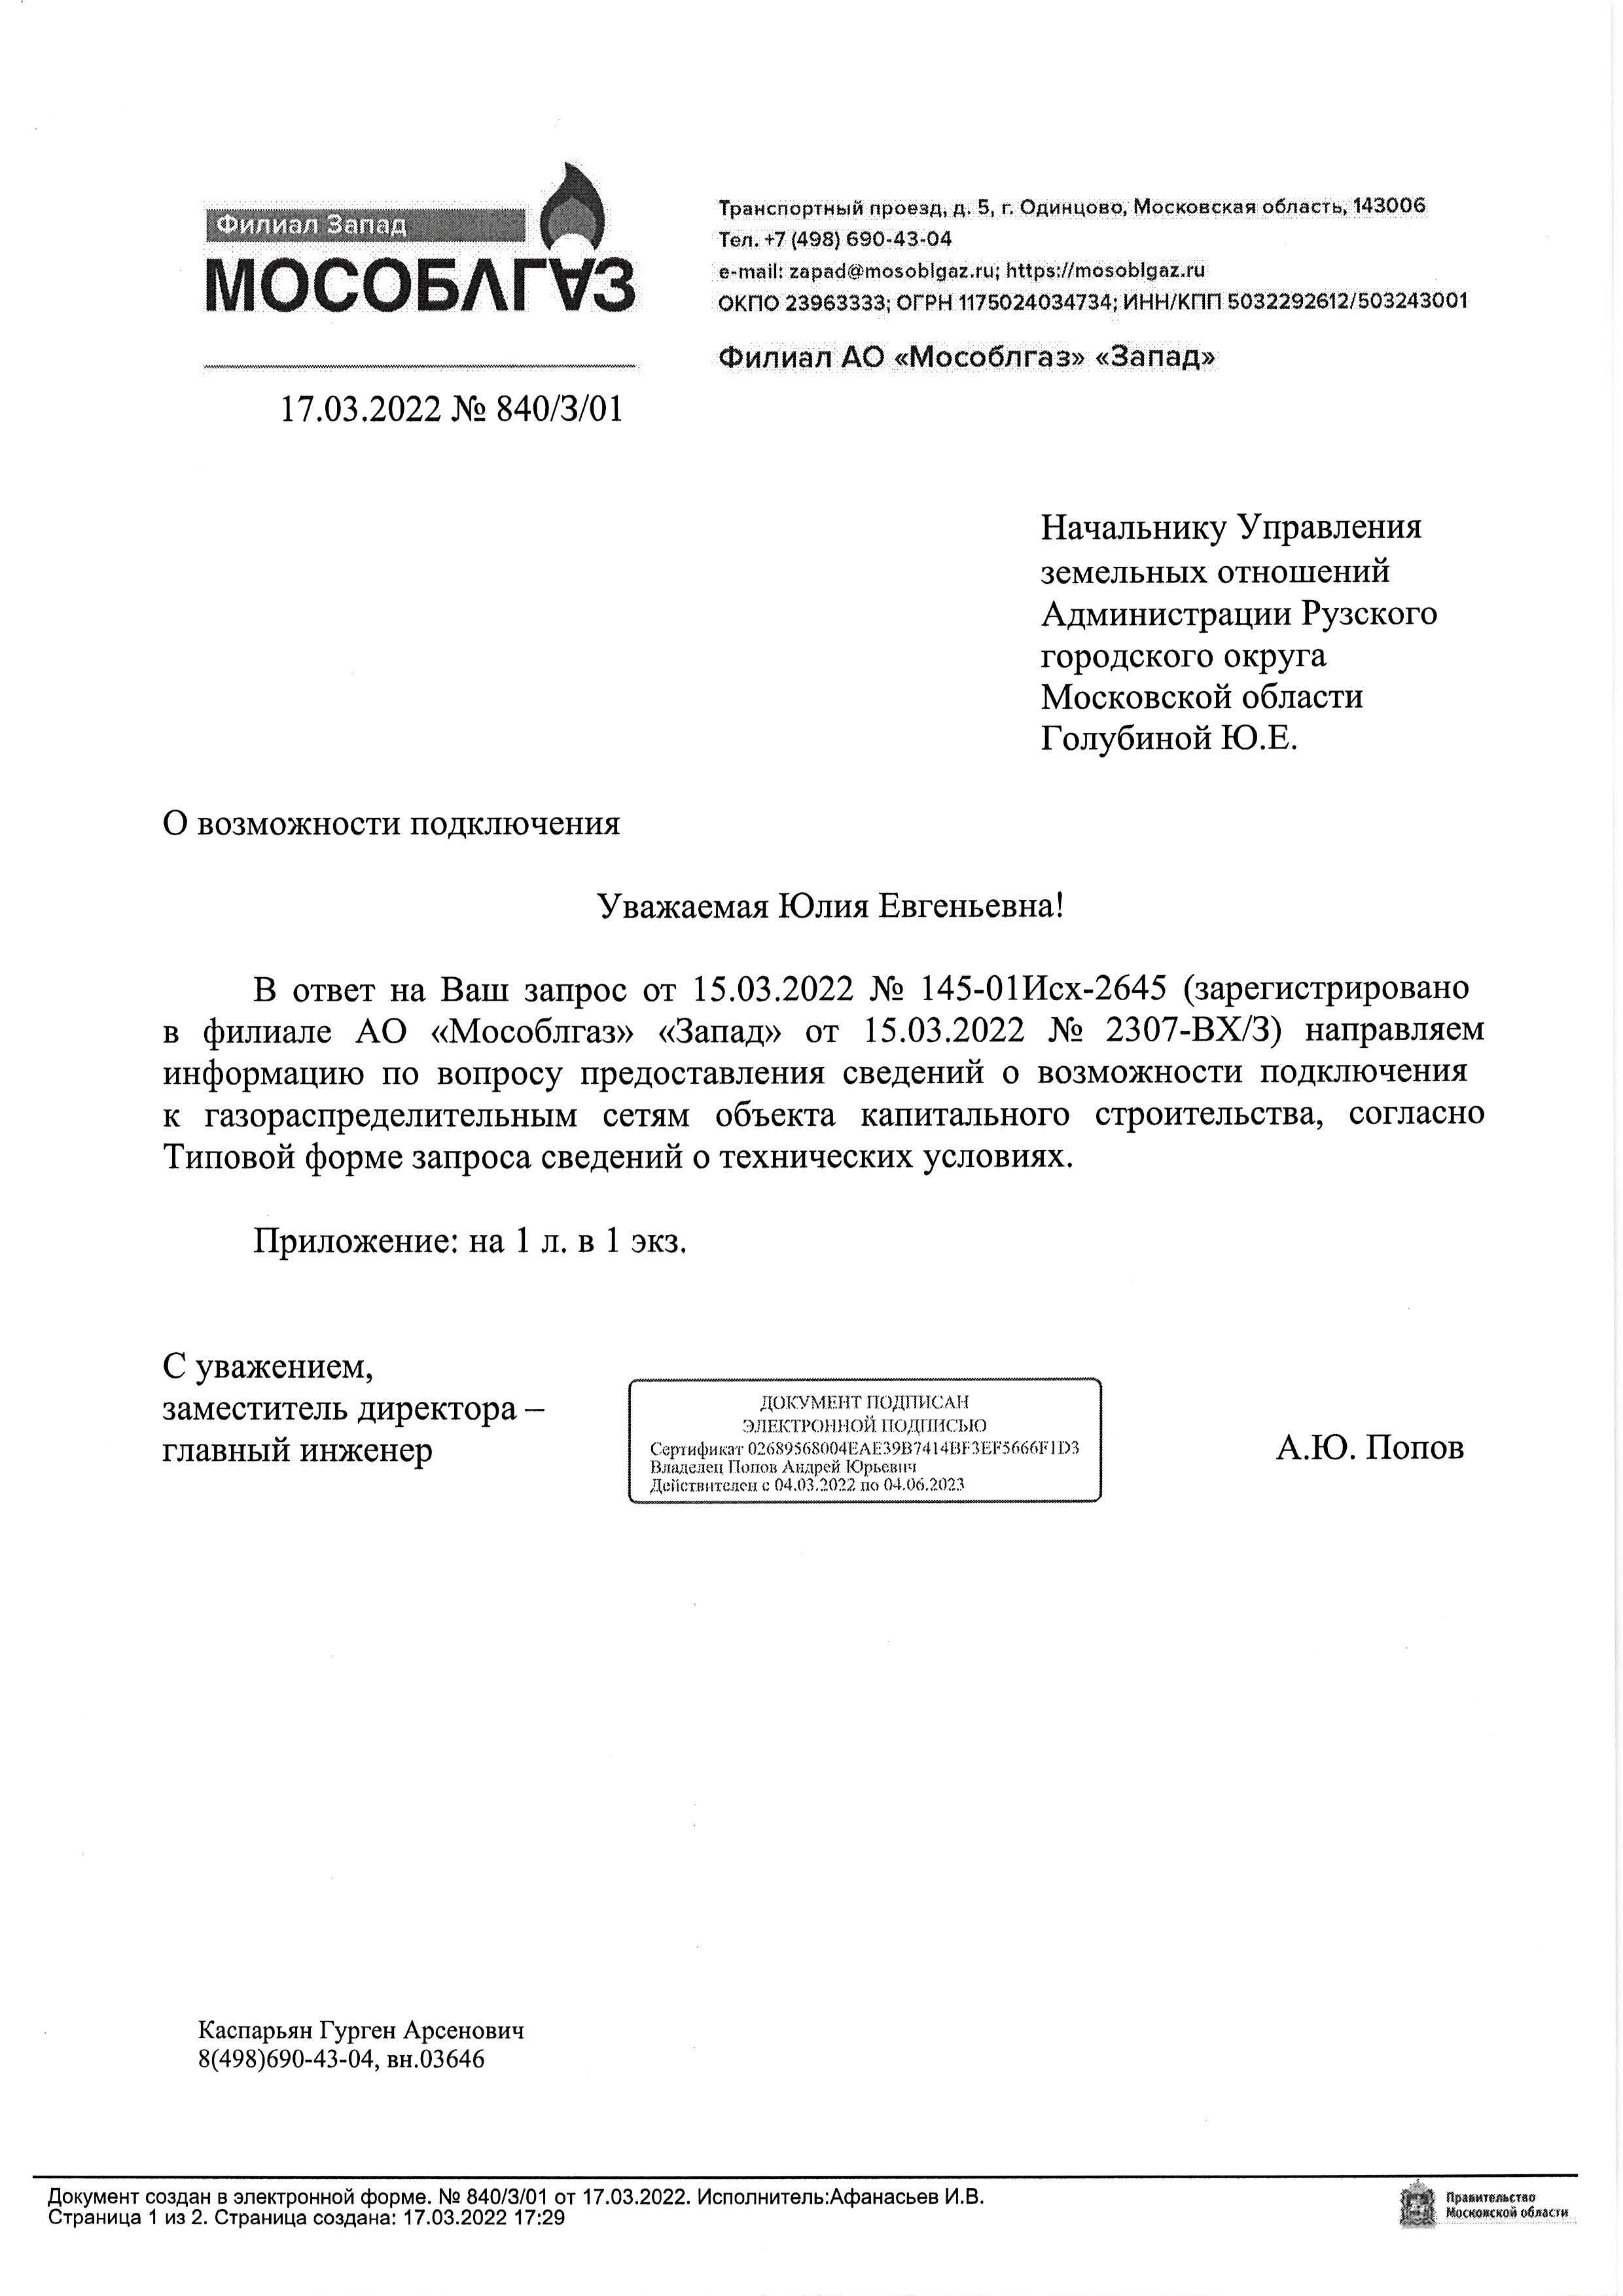 Филиал Запад
МОСОБЛГАЗ
Транспортный проезд, д. 5, г. Одинцово, Московская область, 143006
Тел. +7 (498) 690-43-04
e-mail: zapad@mosoblgaz.ru; https://mosoblgaz.ru
ОКПО 23963333; ОГРН 1175024034734; ИНН/КПП 5032292612/503243001
Филиал АО «Мособлгаз» «Запад»
17.03.2022 № 840/З/01
Начальнику Управления
земельных отношений
Администрации Рузского
городского округа
Московской области
Голубиной Ю.Е.
О возможности подключения
Уважаемая Юлия Евгеньевна!
В ответ на Ваш запрос от 15.03.2022 № 145-01Исх-2645 (зарегистрировано
в филиале АО «Мособлгаз» «Запад» от 15.03.2022 № 2307-ВХ/З) направляем
информацию по вопросу предоставления сведений о возможности подключения
к газораспределительным сетям объекта капитального строительства, согласно
Типовой форме запроса сведений о технических условиях.
Приложение: на 1 л. в 1 экз.
С уважением,
заместитель директора –
главный инженер
ДОКУМЕНТ ПОДПИСАН
ЭЛЕКТРОННОЙ ПОДПИСЬЮ
Сертификат 02689568004EAE39B7414BF3EF5666F1D3
Владелец Попов Андрей Юрьевич
Действителен с 04.03.2022 по 04.06.2023
А.Ю. Попов
Каспарьян Гурген Арсенович
8(498)690-43-04, вн.03646
Документ создан в электронной форме. № 840/З/01 от 17.03.2022. Исполнитель:Афанасьев И.В.
Страница 1 из 2. Страница создана: 17.03.2022 17:29
Правительство
Московской области